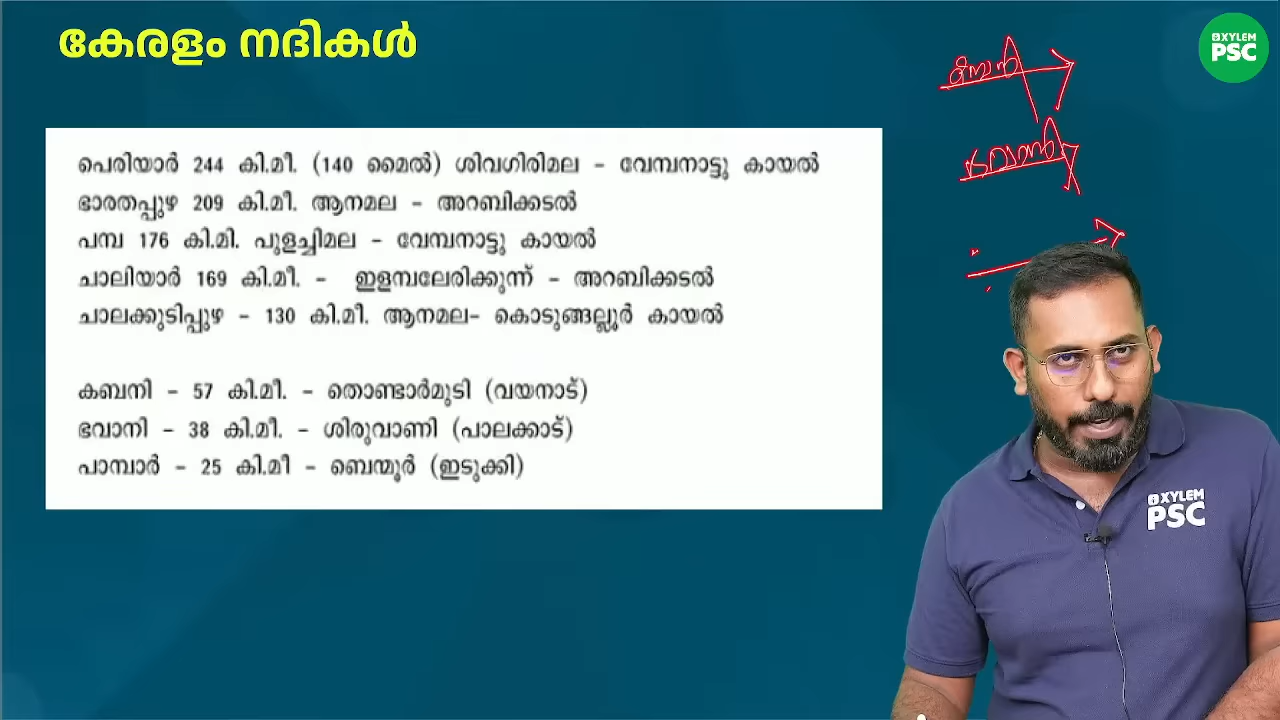 കേരളം നദികൾ
XYLEM
PSC
പെരിയാർ 244 കി.മീ. (140 മൈൽ) ശിവഗിരിമല - വേമ്പനാട്ടു കായൽ
ഭാരതപ്പുഴ 209 കി.മീ. ആനമല - അറബിക്കടൽ
പമ്പ 176 കി.മി. പുളച്ചിമല - വേമ്പനാട്ടു കായൽ
ചാലിയാർ 169 കി.മീ. - ഇളമ്പലേരിക്കുന്ന് - അറബിക്കടൽ
ചാലക്കുടിപ്പുഴ - 130 കി.മീ. ആനമല- കൊടുങ്ങല്ലൂർ കായൽ
കബനി - 57 കി.മീ. - തൊണ്ടാർമുടി (വയനാട്)
ഭവാനി - 38 കി.മീ. - ശിരുവാണി (പാലക്കാട്)
പാമ്പാർ - 25 കി.മീ - ബെന്മൂർ (ഇടുക്കി)
XYLEM
PSC